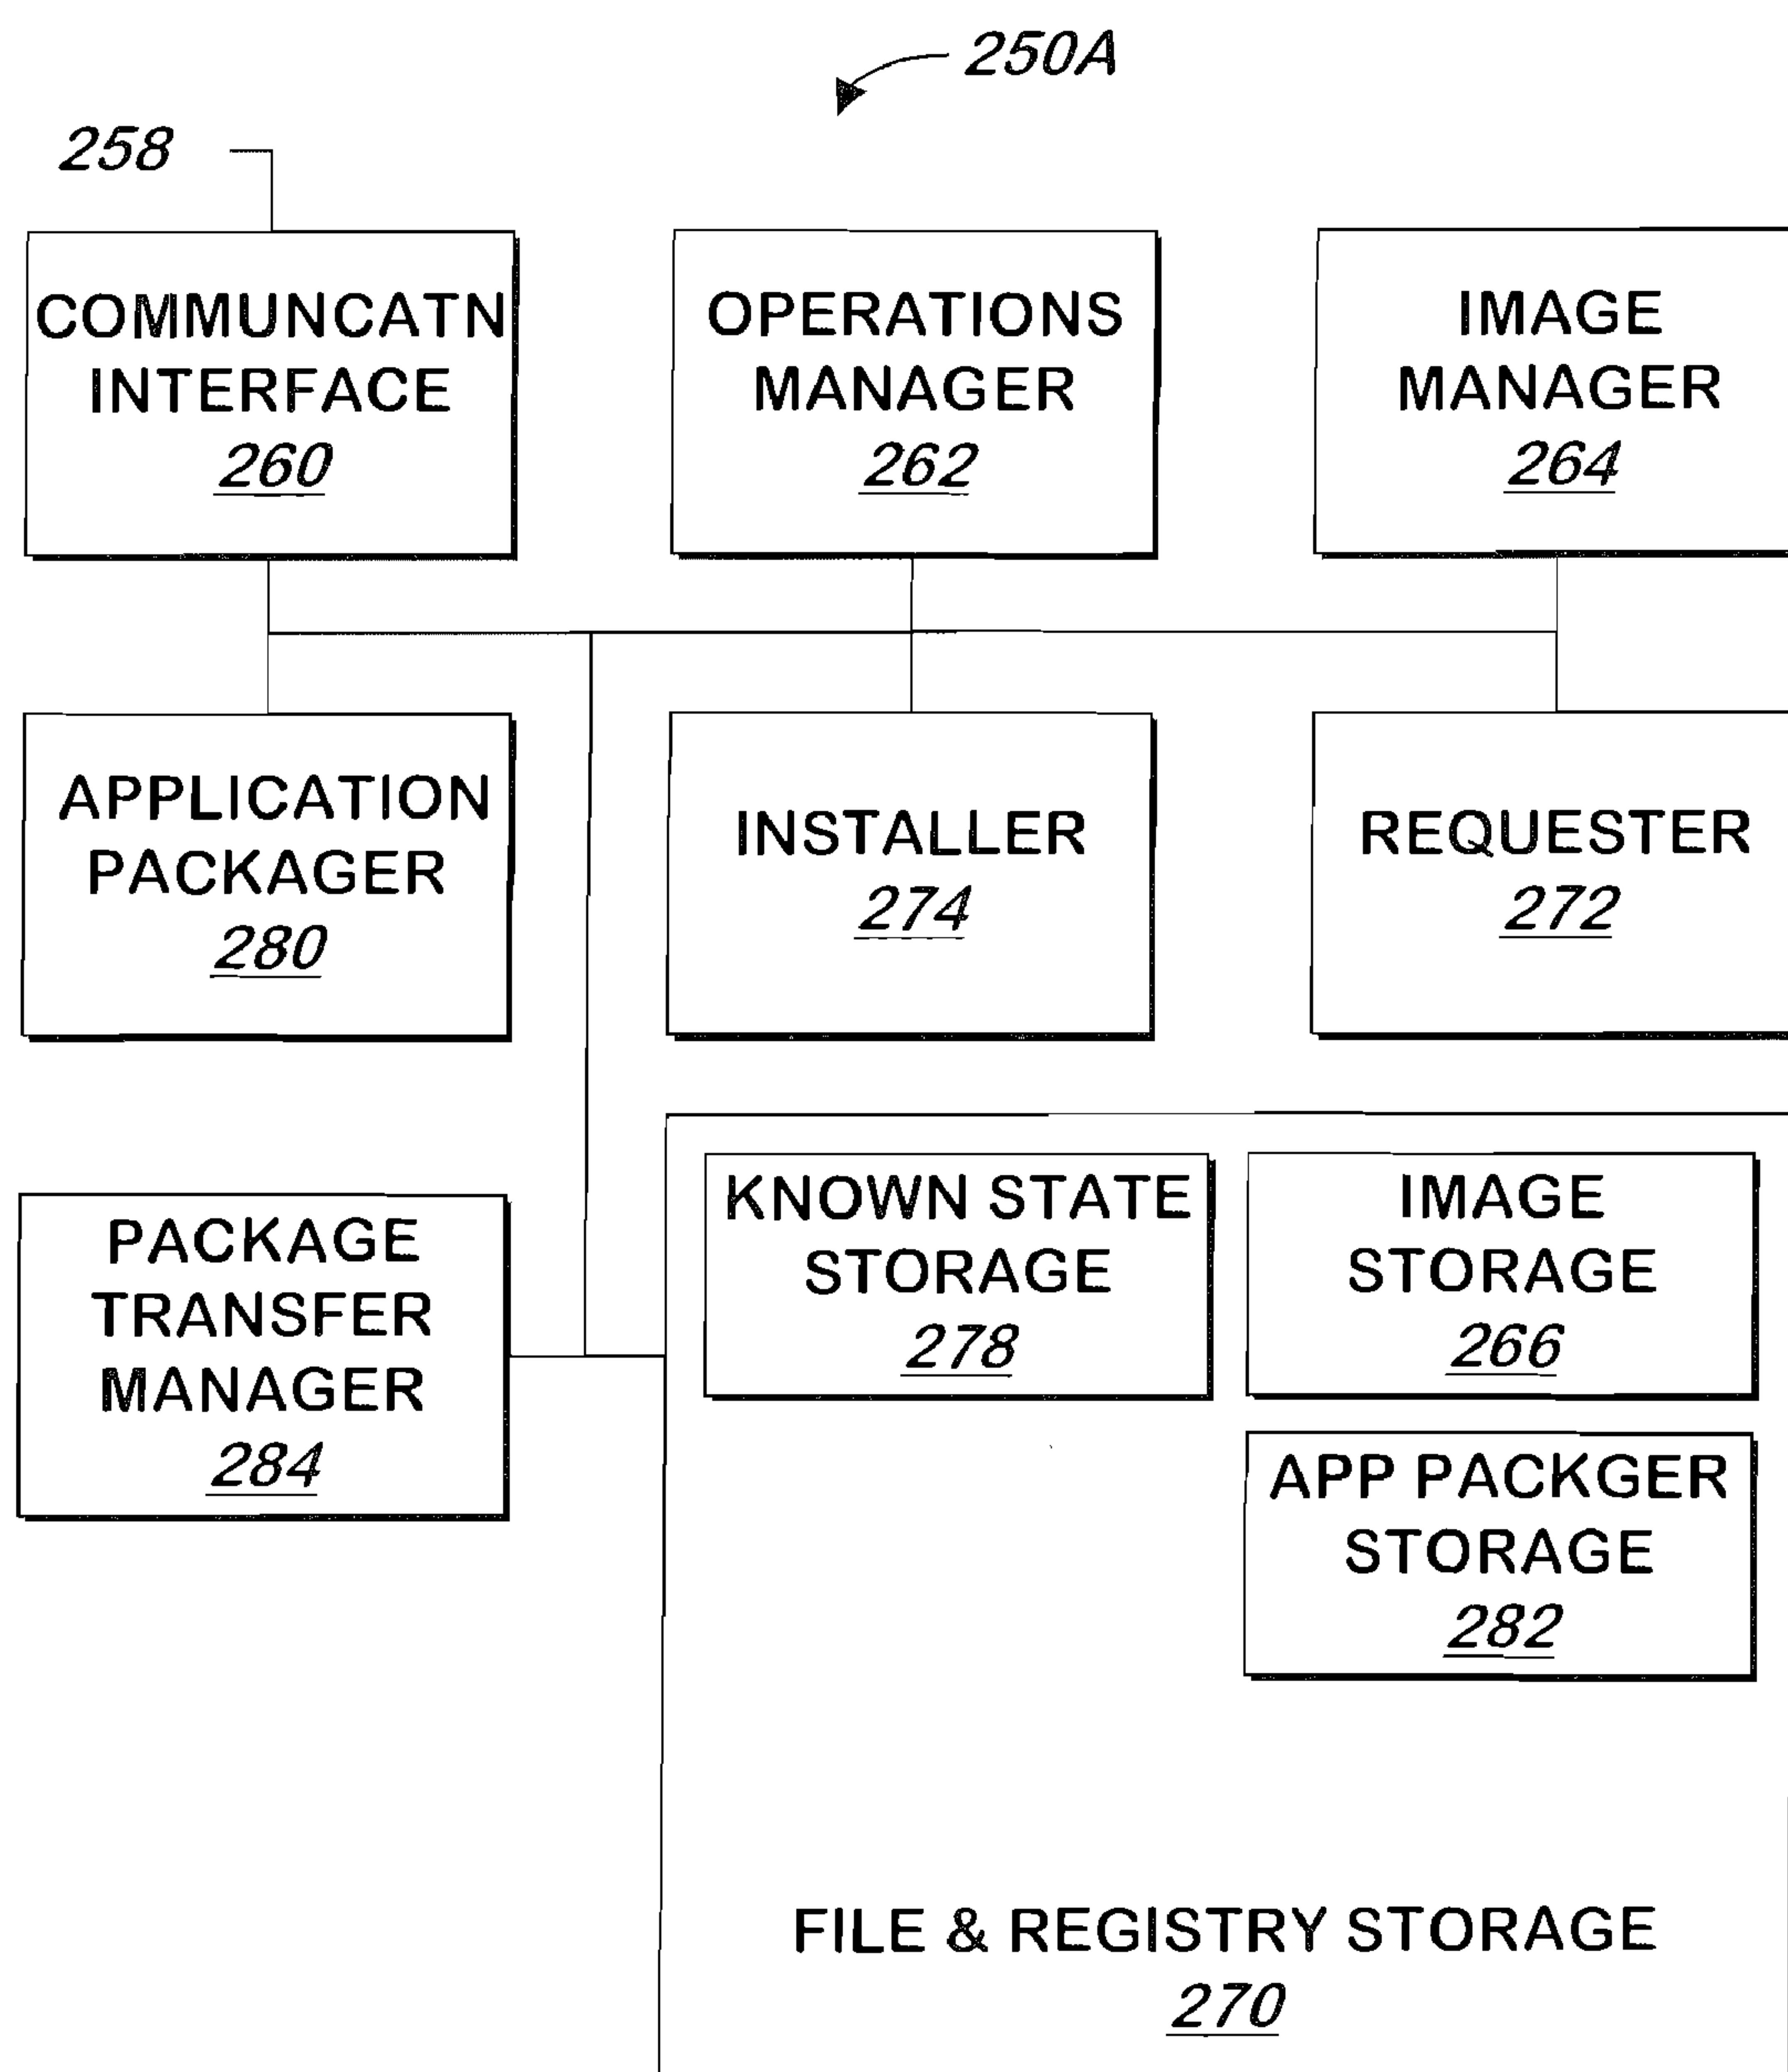 250A
258
COMMUNCATN
INTERFACE
260
OPERATIONS
MANAGER
262
IMAGE
MANAGER
264
APPLICATION
PACKAGER
280
INSTALLER
274
REQUESTER
272
PACKAGE
TRANSFER
MANAGER
284
KNOWN STATE
STORAGE
278
IMAGE
STORAGE
266
APP PACKGER
STORAGE
282
FILE & REGISTRY STORAGE
270